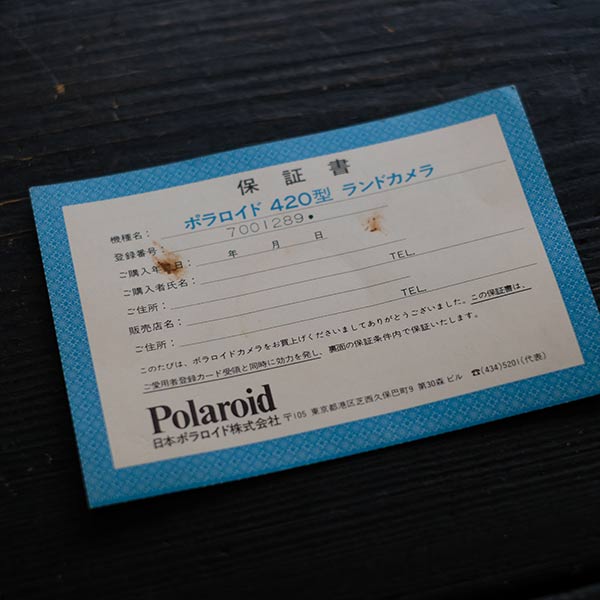 保証書
機種名： ポラロイド 420型 ランドカメラ
登録番号： 7001289
ご購入年月日： 年 月 日
ご購入者氏名：
ご住所： TEL.
販売店名：
ご住所： TEL.
このたびは、ポラロイドカメラをお買上げくださいましてありがとうございました。この保証書は、
ご愛用者登録カード受領と同時に効力を発し、裏面の保証条件内で保証いたします。
Polaroid
日本ポラロイド株式会社 〒105 東京都港区芝西久保巴町9 第30森ビル ☎(434)5201(代表)